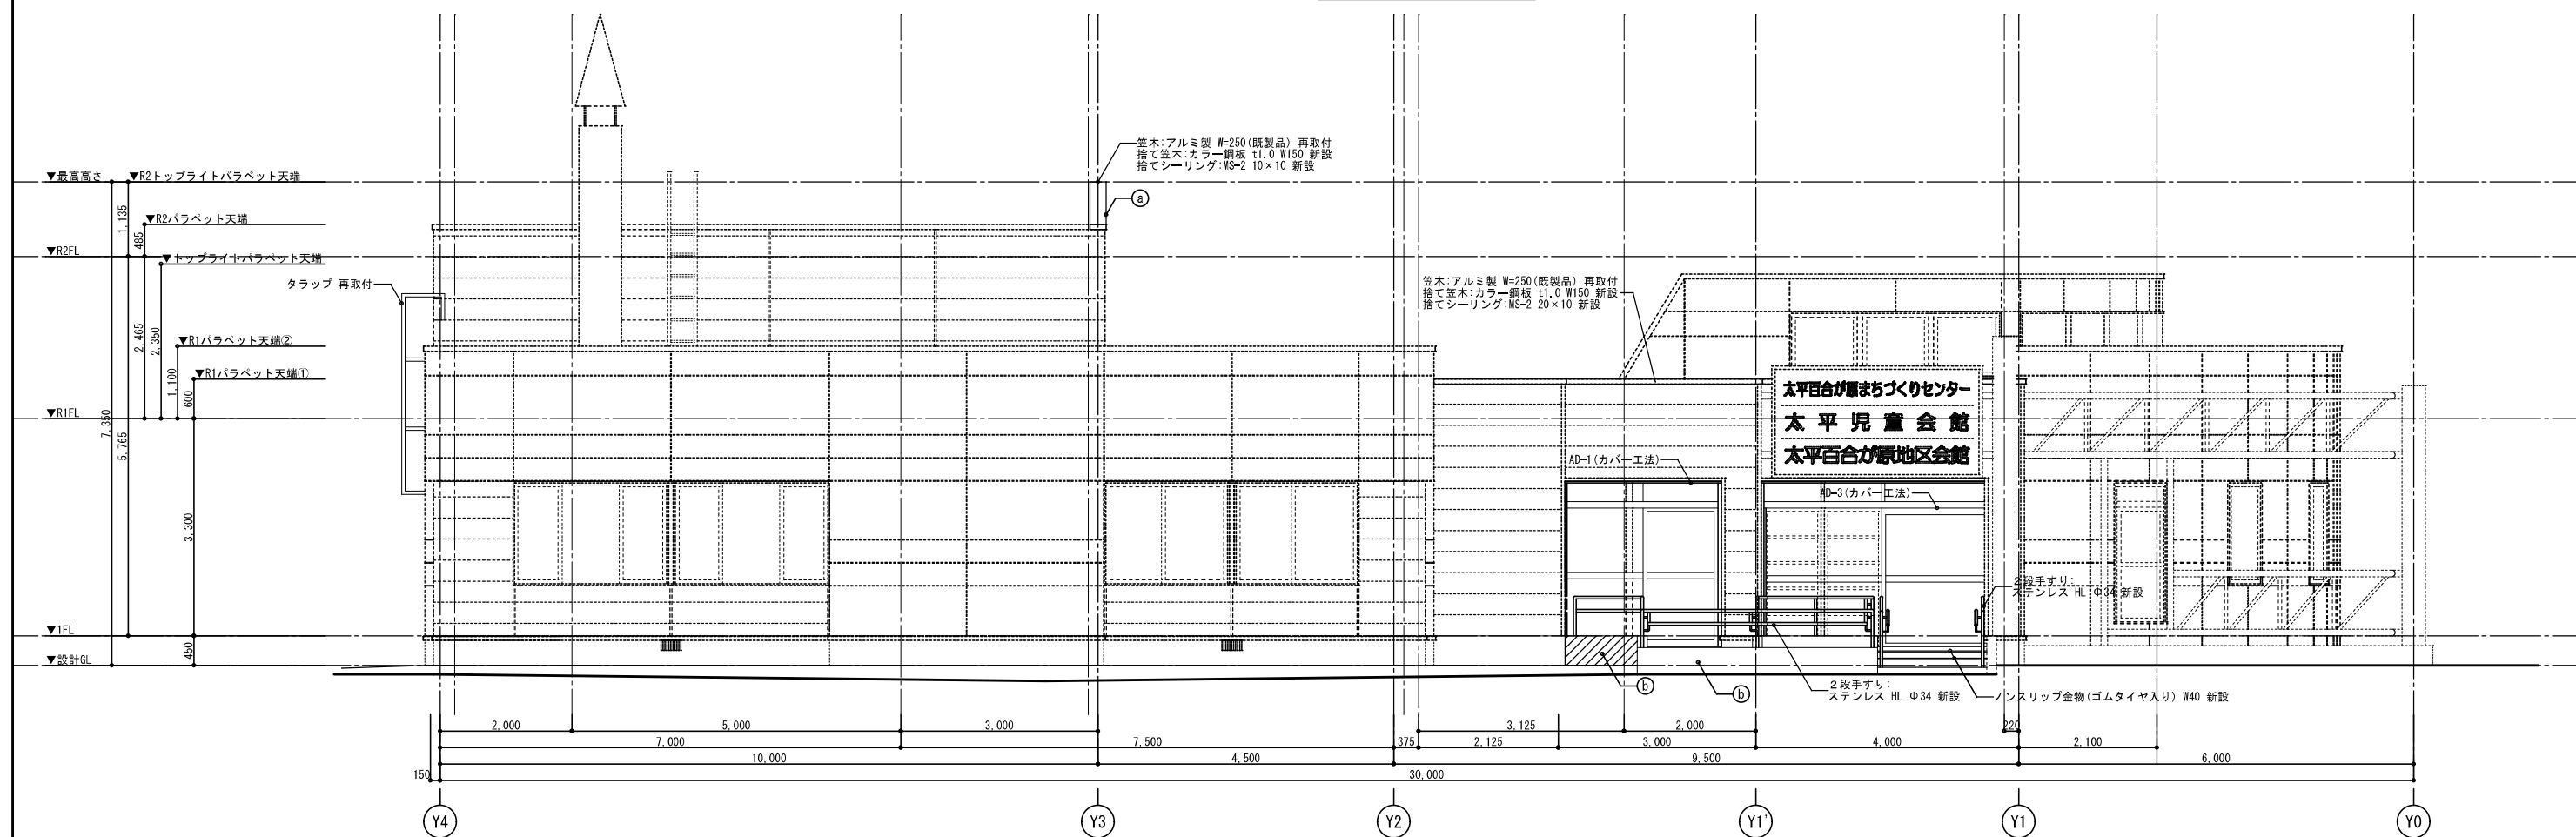 笠木:アルミ製 W=250(既製品) 再取付
捨て笠木:カラー鋼板 t1.0 W150 新設
捨てシーリング:MS-2 10×10 新設
▼最高高さ
▼R2トップライトパラペット天端
ⓐ
1,135
▼R2パラペット天端
485
▼R2FL
▼トップライトパラペット天端
タラップ 再取付
笠木:アルミ製 W=250(既製品) 再取付
捨て笠木:カラー鋼板 t1.0 W150 新設
捨てシーリング:MS-2 20×10 新設
2,465
2,350
▼R1パラペット天端②
1,100
▼R1パラペット天端①
600
太平百合が原まちづくりセンター
太平児童会館
太平百合が原地区会館
▼R1FL
7,350
5,765
AD-1(カバー工法)
AD-3(カバー工法)
3,300
2段手すり:
ステンレス HL Φ34 新設
▼1FL
450
▼設計GL
ⓑ
ⓑ
2段手すり:
ステンレス HL Φ34 新設
ノンスリップ金物(ゴムタイヤ入り) W40 新設
2,000 5,000 3,000 3,125 2,000 220
7,000 7,500 375 2,125 3,000 4,000 2,100
10,000 4,500 9,500 6,000
150 30,000
Y4 Y3 Y2 Y1' Y1 Y0